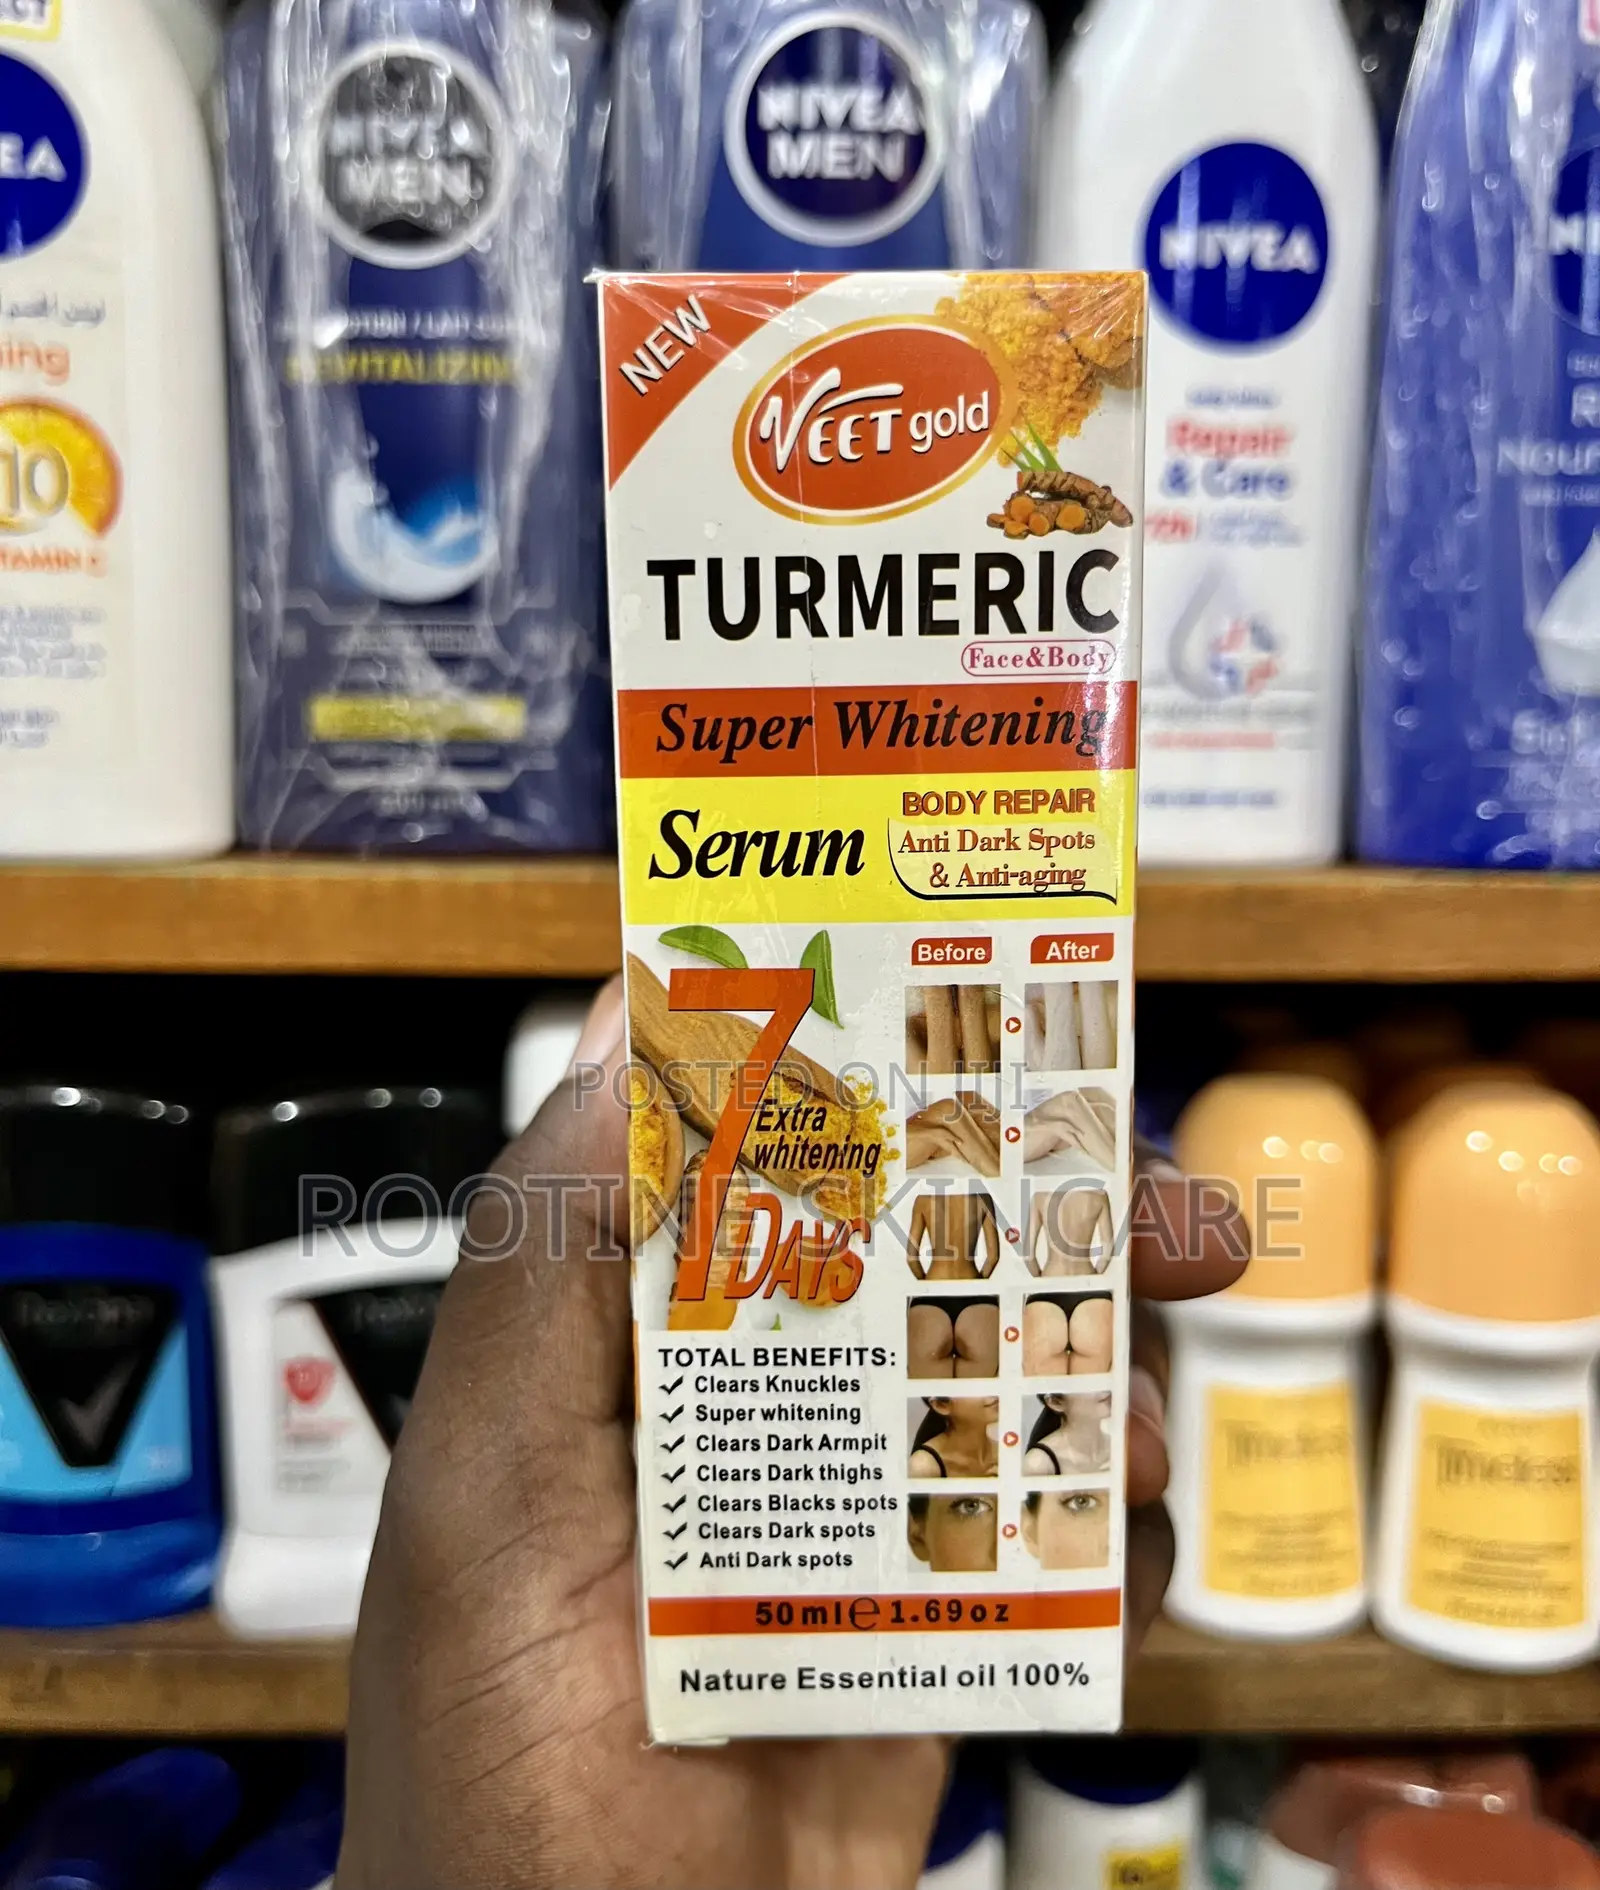 NIVEA
MEN
NIVEA
MEN
NIVEA
EA
10
Repair
& Care
NEW
VEET gold
TURMERIC
Face&Body
Super Whitening
Serum
BODY REPAIR
Anti Dark Spots
& Anti-aging
Before
After
7
Extra
whitening
DAYS
POSTED ON JIJI
ROOTINE SKINCARE
TOTAL BENEFITS:
Clears Knuckles
Super whitening
Clears Dark Armpit
Clears Dark thighs
Clears Blacks spots
Clears Dark spots
Anti Dark spots
50ml℮1.69oz
Nature Essential oil 100%